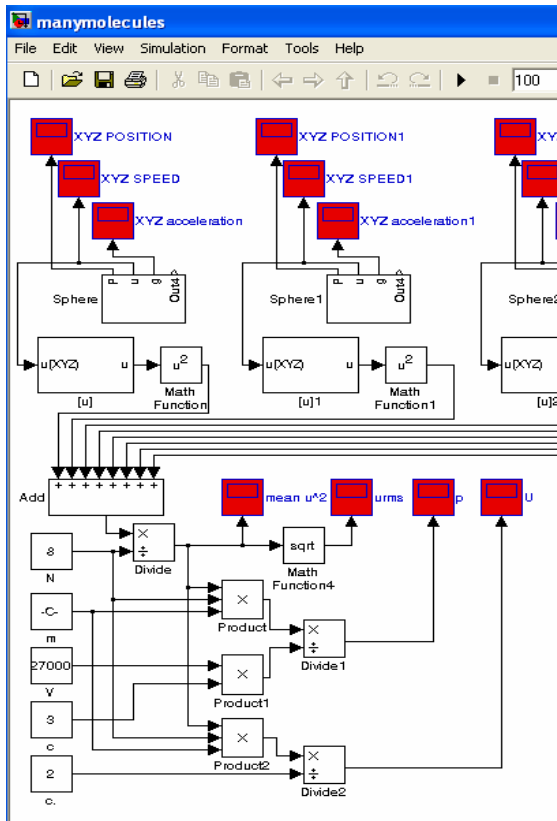 manymolecules
File Edit View Simulation Format Tools Help
100
XYZ POSITION
XYZ SPEED
XYZ acceleration
XYZ POSITION1
XYZ SPEED1
XYZ acceleration1
XY
Sphere
p u g Out4
Sphere1
p u g Out4
Sphere2
p
u(XYZ) u
[u]
u²
Math
Function
u(XYZ) u
[u]1
u²
Math
Function1
u(XYZ)
[u]2
Add
+ + + + + + + +
mean u^2
urms
p
U
8
N
×
÷
Divide
sqrt
Math
Function4
-C-
m
×
Product
×
÷
Divide1
27000
V
×
Product1
3
c
×
Product2
2
c.
×
÷
Divide2